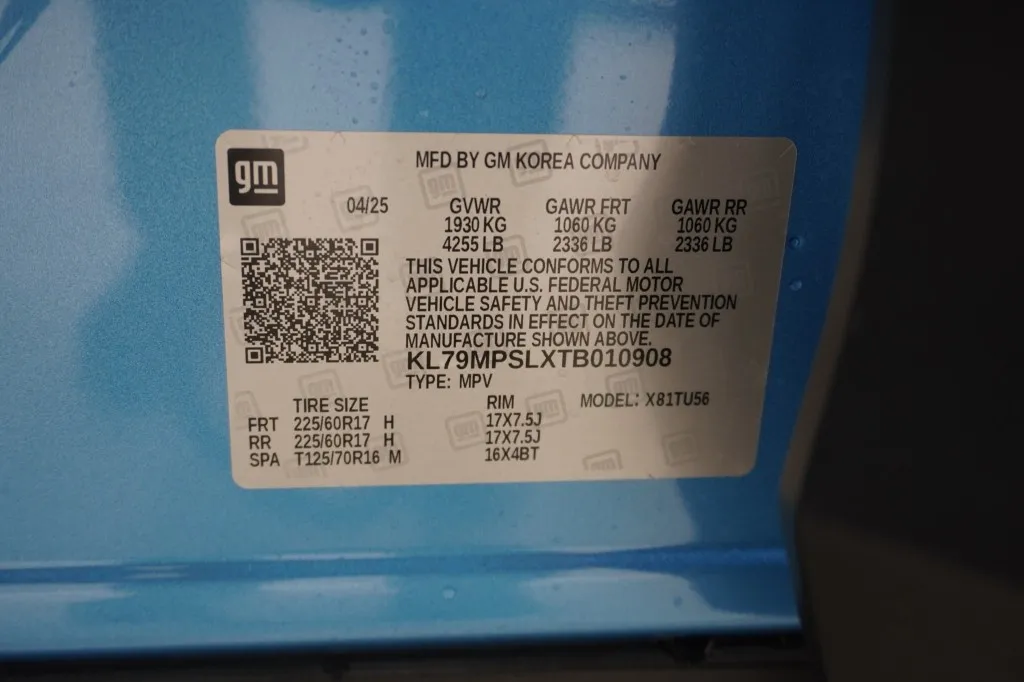 gm
MFD BY GM KOREA COMPANY
04/25 GVWR GAWR FRT GAWR RR
1930 KG 1060 KG 1060 KG
4255 LB 2336 LB 2336 LB
THIS VEHICLE CONFORMS TO ALL
APPLICABLE U.S. FEDERAL MOTOR
VEHICLE SAFETY AND THEFT PREVENTION
STANDARDS IN EFFECT ON THE DATE OF
MANUFACTURE SHOWN ABOVE.
KL79MPSLXTB010908
TYPE: MPV
TIRE SIZE RIM MODEL: X81TU56
FRT 225/60R17 H 17X7.5J
RR 225/60R17 H 17X7.5J
SPA T125/70R16 M 16X4BT